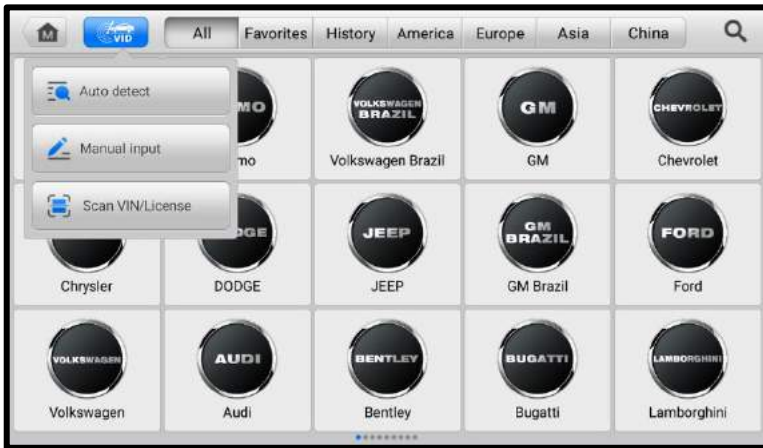 M
VID
All
Favorites
History
America
Europe
Asia
China
Auto detect
Manual input
Scan VIN/License
MO
mo
VOLKSWAGEN
BRAZIL
Volkswagen Brazil
GM
GM
CHEVROLET
Chevrolet
Chrysler
DGE
DODGE
JEEP
JEEP
GM
BRAZIL
GM Brazil
FORD
Ford
VOLKSWAGEN
Volkswagen
AUDI
Audi
BENTLEY
Bentley
BUGATTI
Bugatti
LAMBORGHINI
Lamborghini